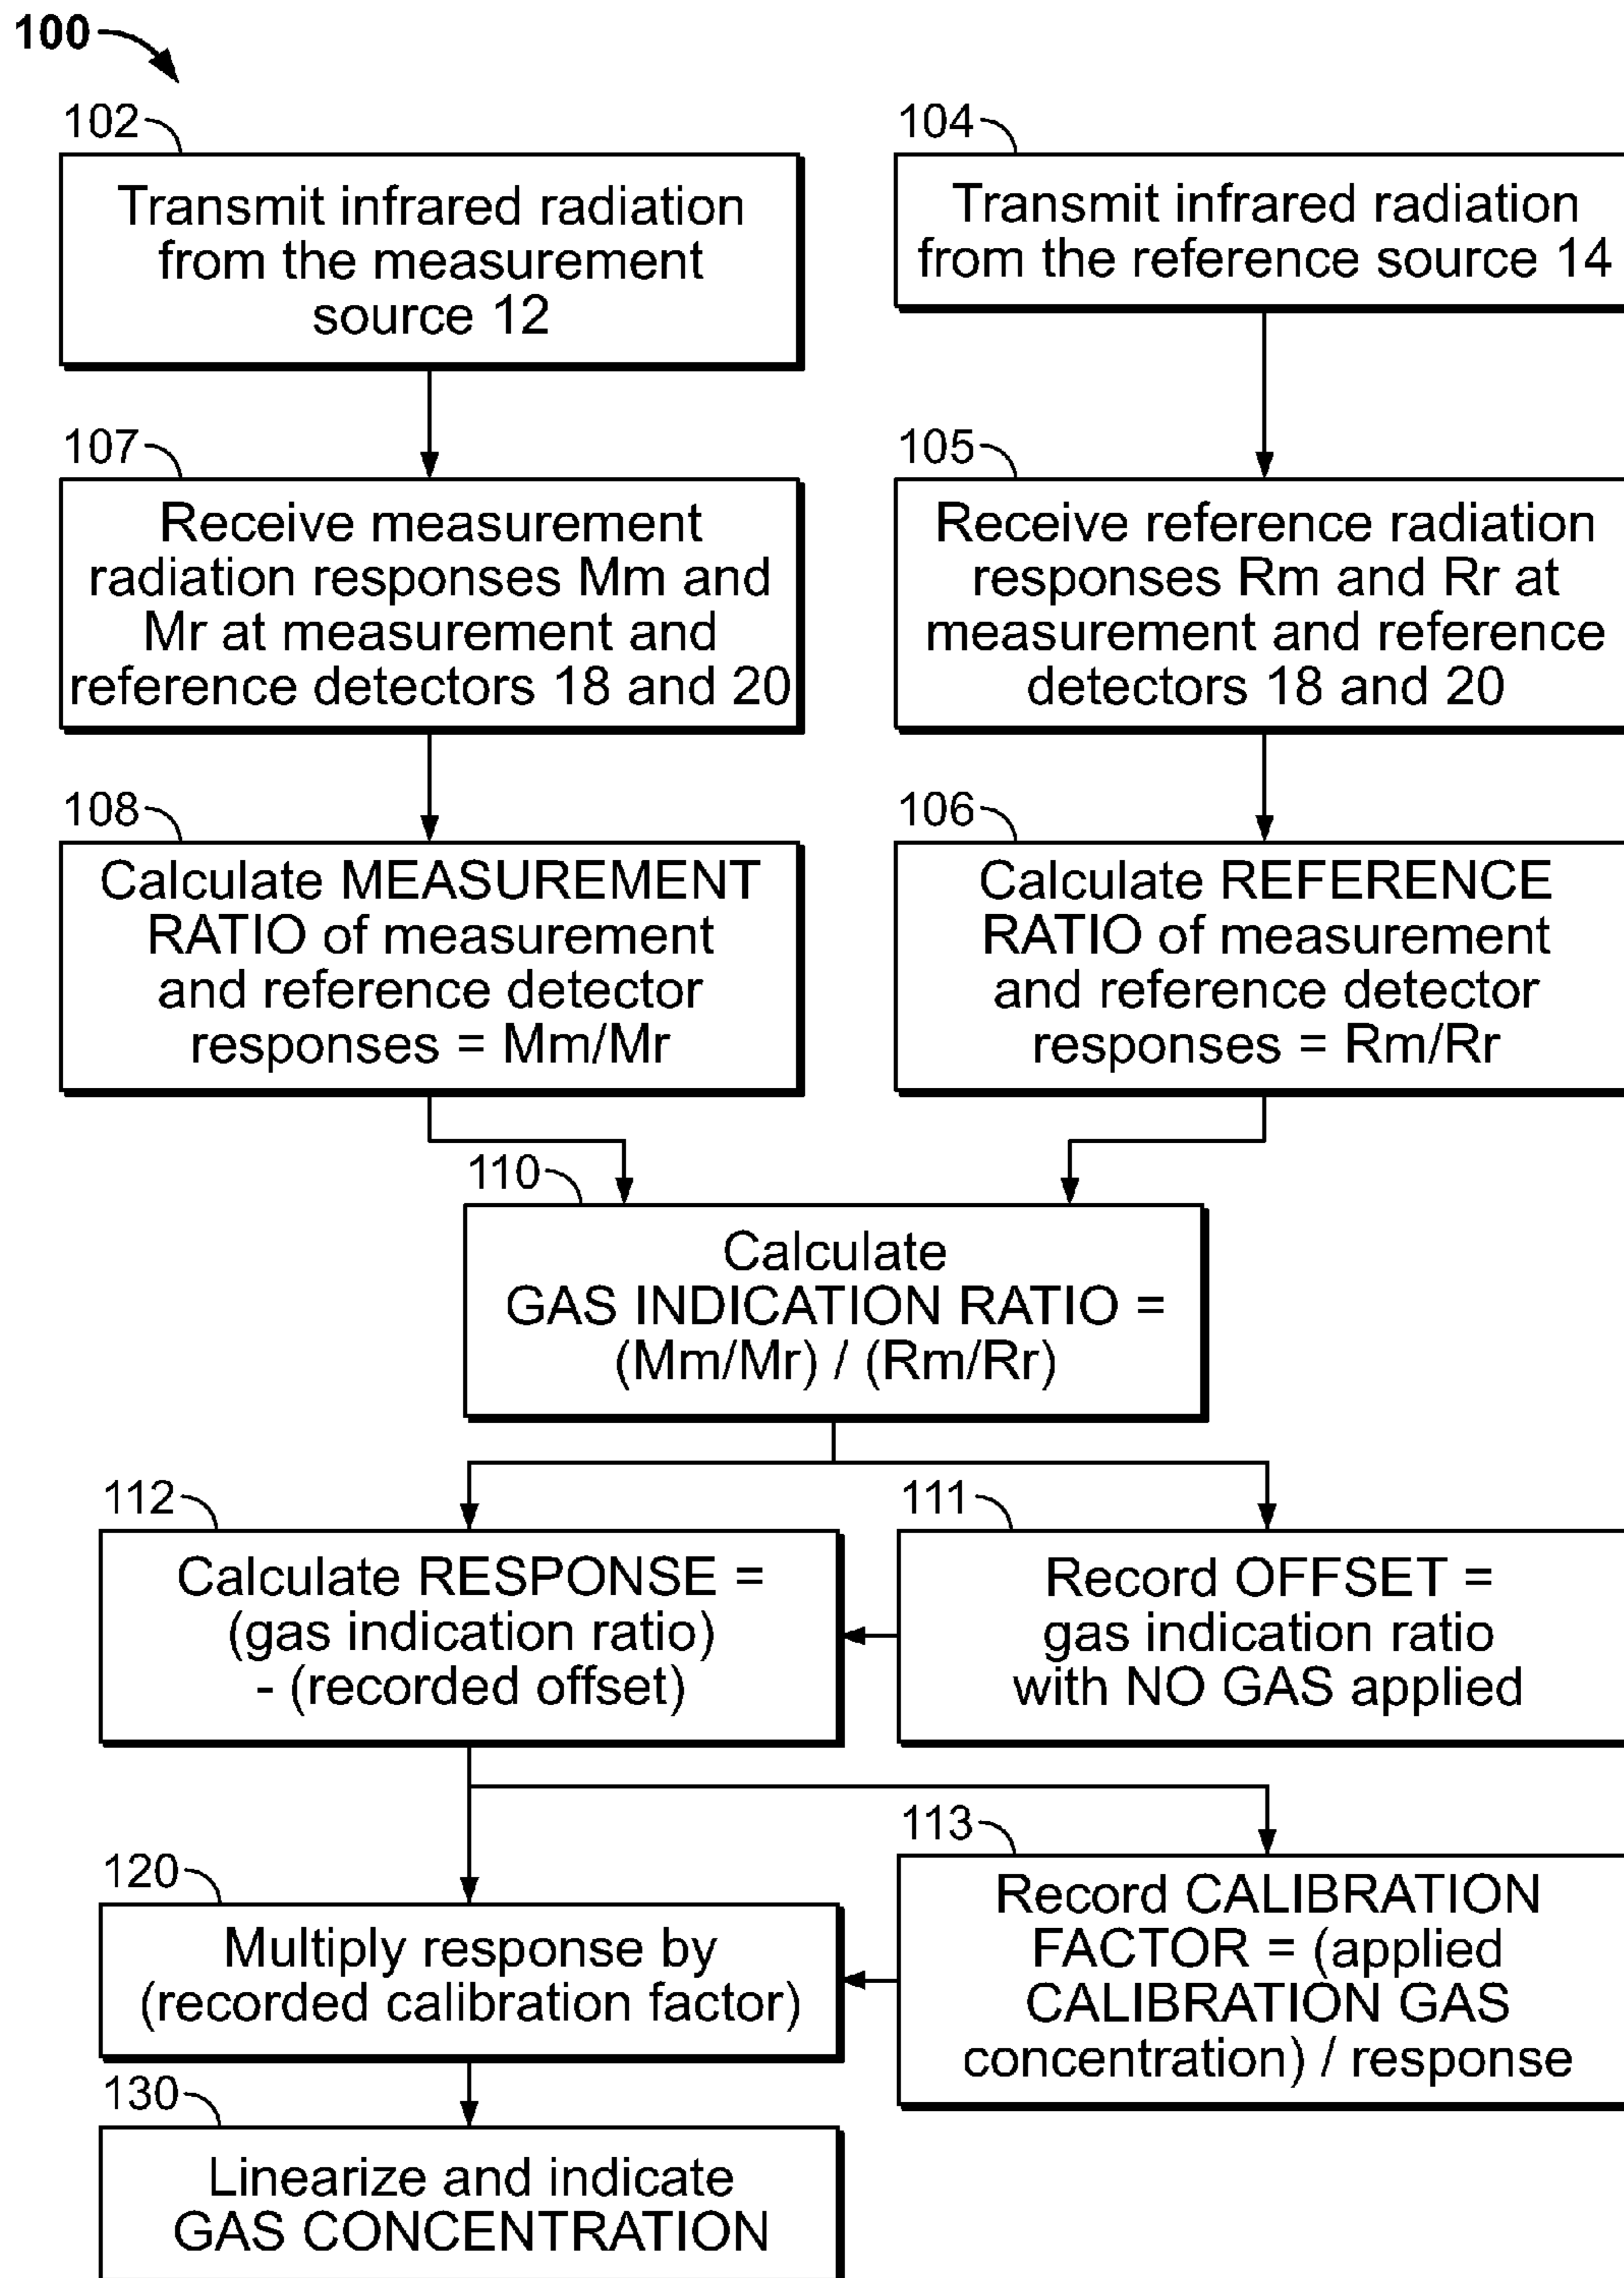 100
102
Transmit infrared radiation
from the measurement
source 12
104
Transmit infrared radiation
from the reference source 14
107
Receive measurement
radiation responses Mm and
Mr at measurement and
reference detectors 18 and 20
105
Receive reference radiation
responses Rm and Rr at
measurement and reference
detectors 18 and 20
108
Calculate MEASUREMENT
RATIO of measurement
and reference detector
responses = Mm/Mr
106
Calculate REFERENCE
RATIO of measurement
and reference detector
responses = Rm/Rr
110
Calculate
GAS INDICATION RATIO =
(Mm/Mr) / (Rm/Rr)
112
Calculate RESPONSE =
(gas indication ratio)
- (recorded offset)
111
Record OFFSET =
gas indication ratio
with NO GAS applied
120
Multiply response by
(recorded calibration factor)
113
Record CALIBRATION
FACTOR = (applied
CALIBRATION GAS
concentration) / response
130
Linearize and indicate
GAS CONCENTRATION